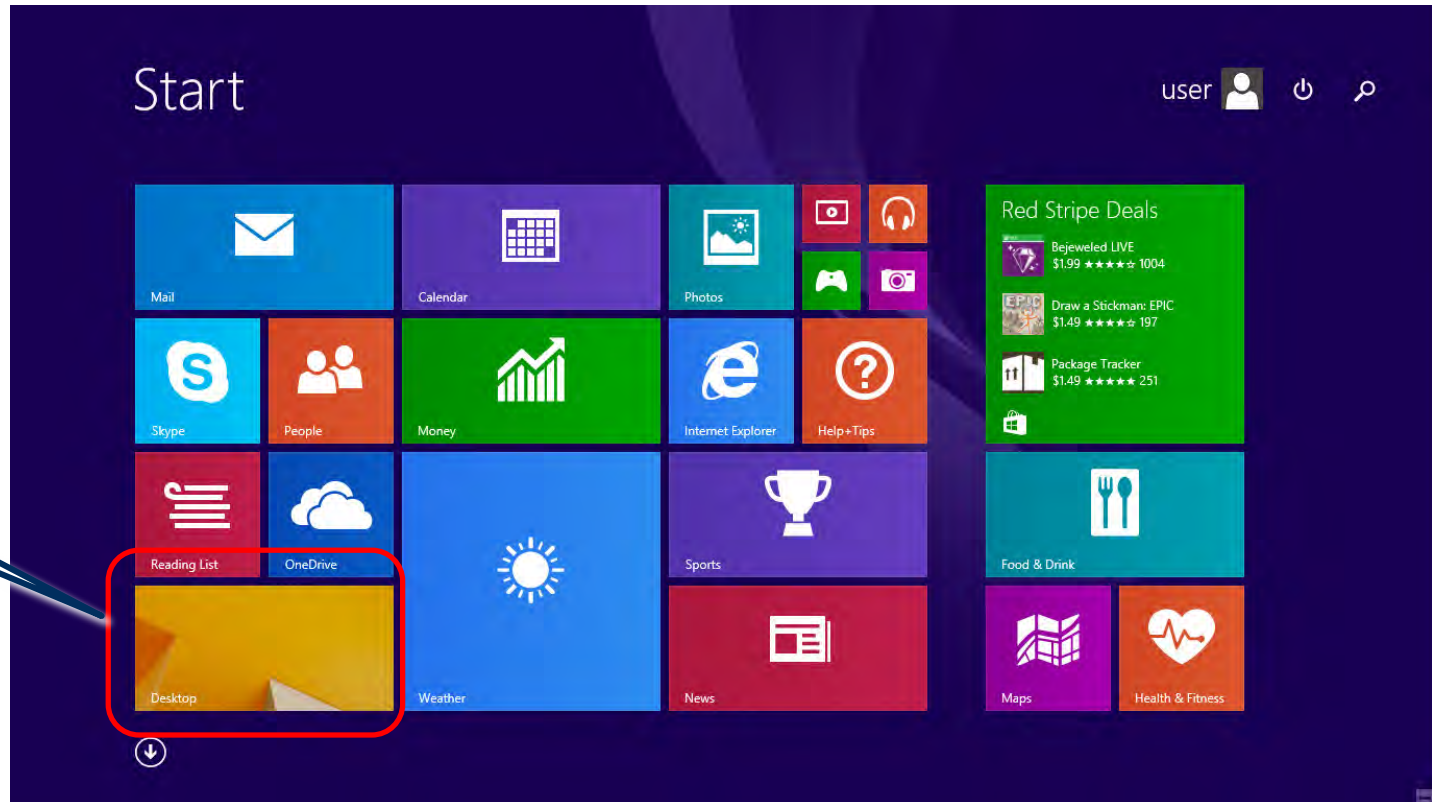 Start
user
Mail
Calendar
Photos
Skype
People
Money
Internet Explorer
Help+Tips
Reading List
OneDrive
Sports
Desktop
Weather
News
Red Stripe Deals
Bejeweled LIVE
$1.99 ★★★★☆ 1004
EPIC
Draw a Stickman: EPIC
$1.49 ★★★★☆ 197
Package Tracker
$1.49 ★★★★★ 251
Food & Drink
Maps
Health & Fitness